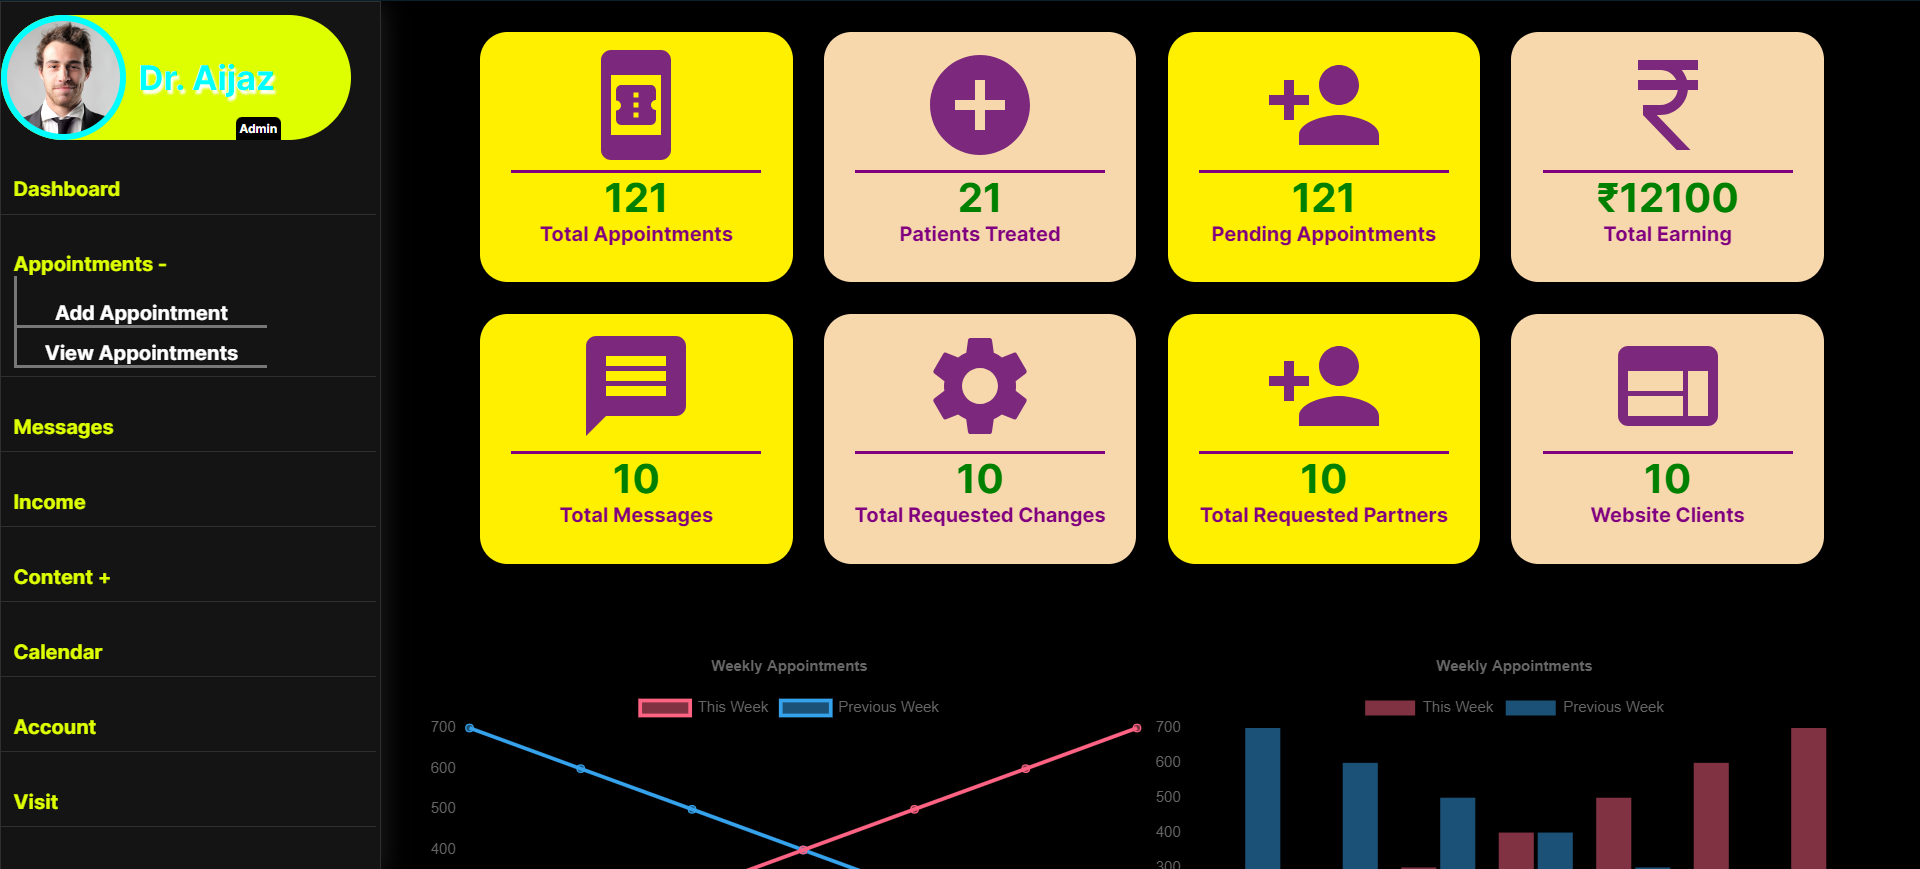 Dr. Aijaz
Admin
Dashboard
Appointments -
Add Appointment
View Appointments
Messages
Income
Content +
Calendar
Account
Visit
121
Total Appointments
21
Patients Treated
121
Pending Appointments
₹12100
Total Earning
10
Total Messages
10
Total Requested Changes
10
Total Requested Partners
10
Website Clients
Weekly Appointments
This Week Previous Week
700
600
500
400
Weekly Appointments
This Week Previous Week
700
600
500
400
300